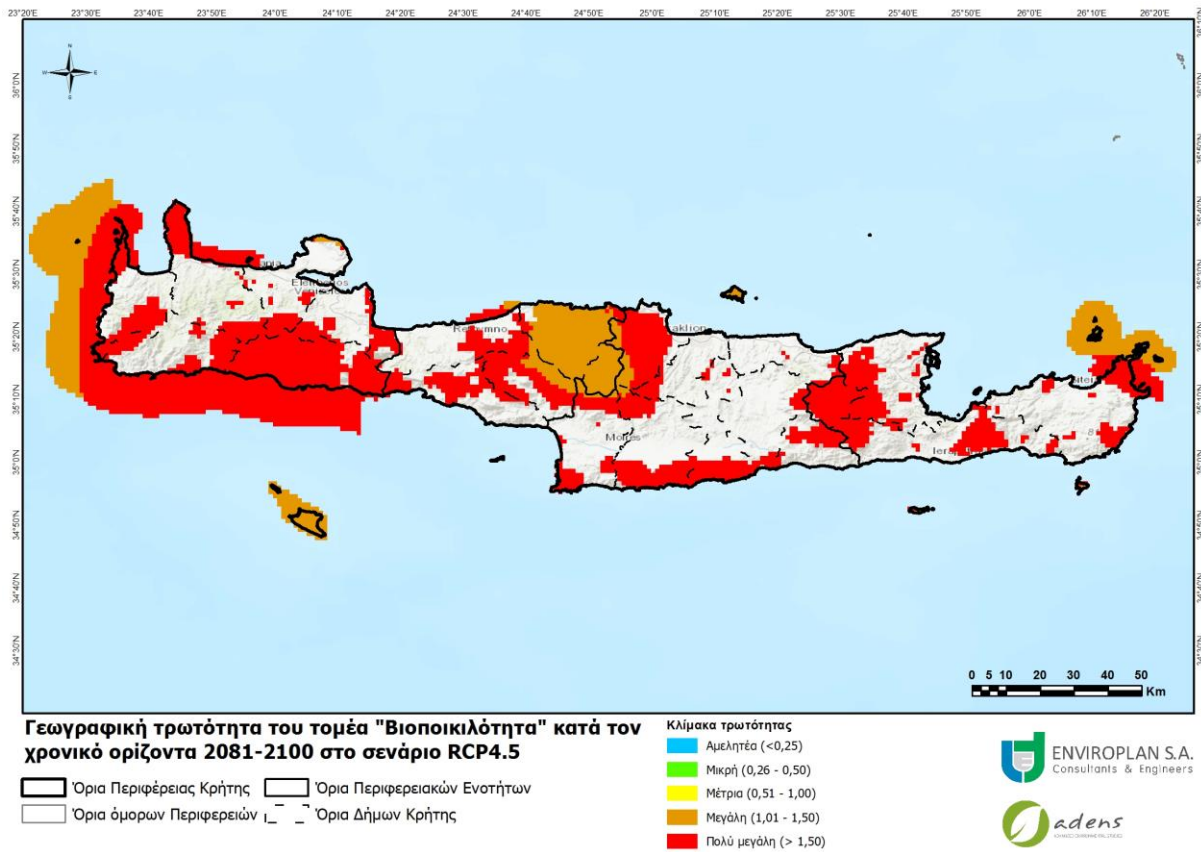 23°20'E 23°30'E 23°40'E 23°50'E 24°0'E 24°10'E 24°20'E 24°30'E 24°40'E 24°50'E 25°0'E 25°10'E 25°20'E 25°30'E 25°40'E 25°50'E 26°0'E 26°10'E 26°20'E
N
W E
S
36°0'N
35°50'N
35°40'N
35°30'N
35°20'N
35°10'N
35°0'N
34°50'N
34°40'N
34°30'N
Moires
0 5 10 20 30 40 50
Km
Γεωγραφική τρωτότητα του τομέα "Βιοποικιλότητα" κατά τον
χρονικό ορίζοντα 2081-2100 στο σενάριο RCP4.5
Όρια Περιφέρειας Κρήτης Όρια Περιφερειακών Ενοτήτων
Όρια όμορων Περιφερειών Όρια Δήμων Κρήτης
Κλίμακα τρωτότητας
Αμελητέα (<0,25)
Μικρή (0,26 - 0,50)
Μέτρια (0,51 - 1,00)
Μεγάλη (1,01 - 1,50)
Πολύ μεγάλη (> 1,50)
ENVIROPLAN S.A.
Consultants & Engineers
adens